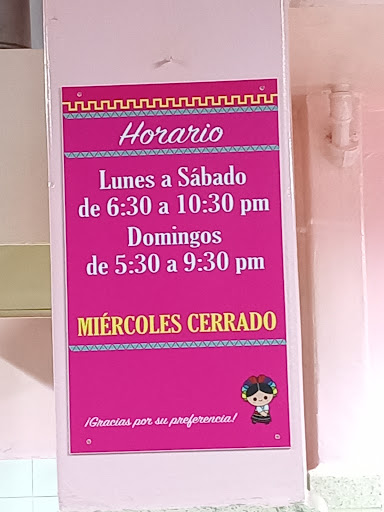 Horario
Lunes a Sábado
de 6:30 a 10:30 pm
Domingos
de 5:30 a 9:30 pm
MIÉRCOLES CERRADO
¡Gracias por su preferencia!